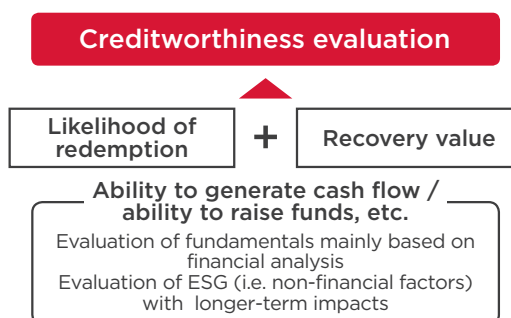 Creditworthiness evaluation
Likelihood of
redemption
+
Recovery value
Ability to generate cash flow /
ability to raise funds, etc.
Evaluation of fundamentals mainly based on
financial analysis
Evaluation of ESG (i.e. non-financial factors)
with longer-term impacts